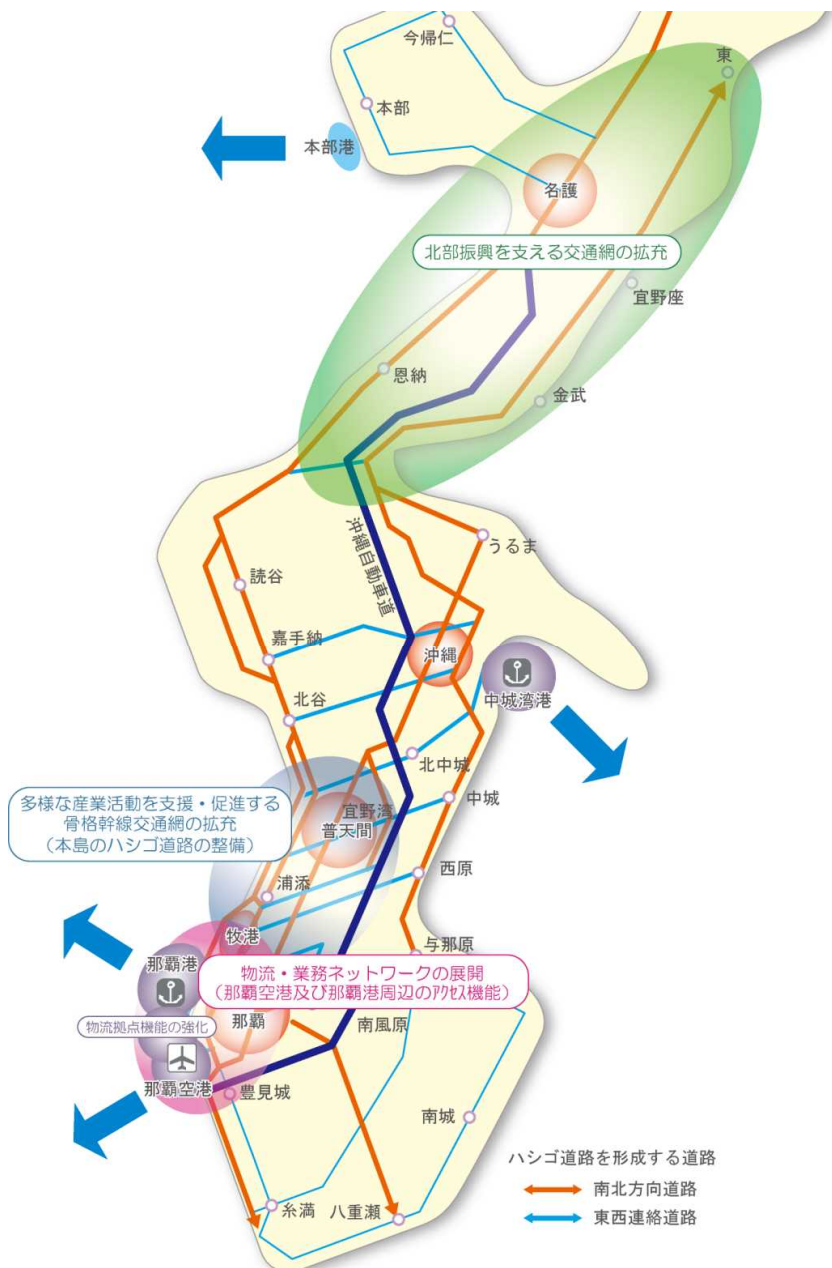 今帰仁
東
本部
本部港
名護
北部振興を支える交通網の拡充
宜野座
恩納
金武
沖縄自動車道
うるま
読谷
嘉手納
沖縄
中城湾港
北谷
北中城
多様な産業活動を支援・促進する
骨格幹線交通網の拡充
（本島のハシゴ道路の整備）
宜野湾
普天間
中城
西原
浦添
牧港
与那原
那覇港
物流・業務ネットワークの展開
（那覇空港及び那覇港周辺のｱｸｾｽ機能）
那覇
物流拠点機能の強化
南風原
那覇空港
豊見城
南城
糸満
八重瀬
ハシゴ道路を形成する道路
南北方向道路
東西連絡道路